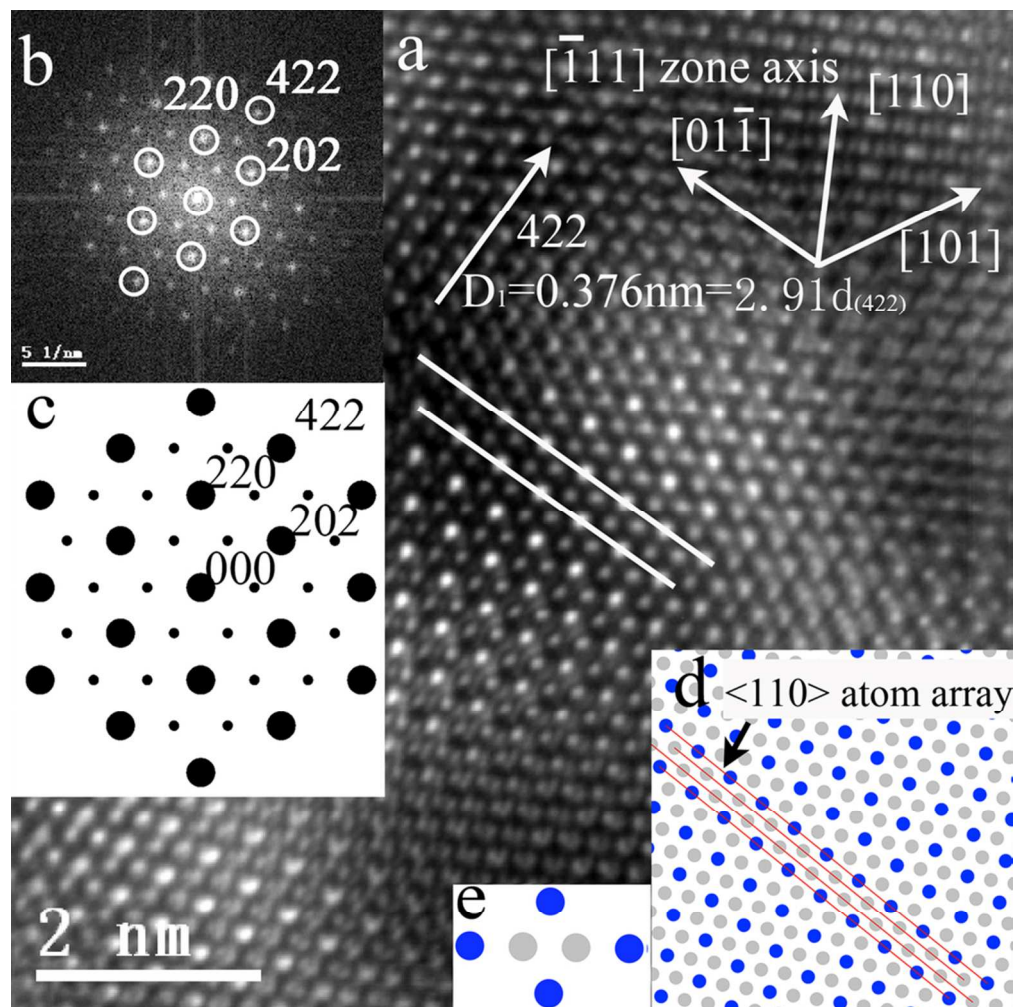 b
422
220
202
5 1/nm
a
[1̄11] zone axis
[110]
[011̄]
[101]
422
D₁=0.376nm=2.91d(422)
c
422
220
202
000
d
<110> atom array
e
2 nm